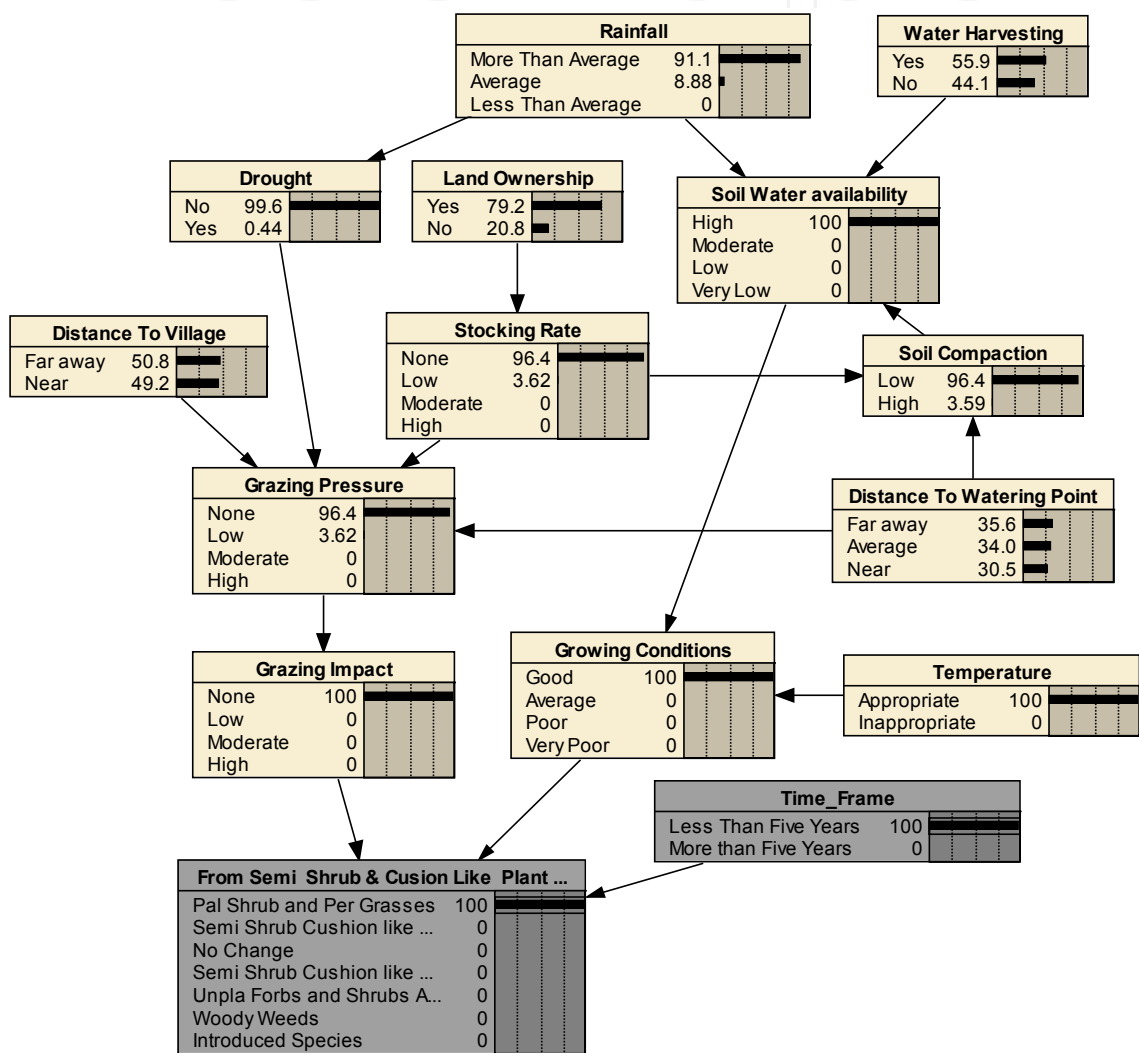 Rainfall
More Than Average 91.1
Average 8.88
Less Than Average 0
Water Harvesting
Yes 55.9
No 44.1
Drought
No 99.6
Yes 0.44
Land Ownership
Yes 79.2
No 20.8
Soil Water availability
High 100
Moderate 0
Low 0
Very Low 0
Distance To Village
Far away 50.8
Near 49.2
Stocking Rate
None 96.4
Low 3.62
Moderate 0
High 0
Soil Compaction
Low 96.4
High 3.59
Grazing Pressure
None 96.4
Low 3.62
Moderate 0
High 0
Distance To Watering Point
Far away 35.6
Average 34.0
Near 30.5
Grazing Impact
None 100
Low 0
Moderate 0
High 0
Growing Conditions
Good 100
Average 0
Poor 0
Very Poor 0
Temperature
Appropriate 100
Inappropriate 0
Time_Frame
Less Than Five Years 100
More than Five Years 0
From Semi Shrub & Cusion Like Plant ...
Pal Shrub and Per Grasses 100
Semi Shrub Cushion like ... 0
No Change 0
Semi Shrub Cushion like ... 0
Unpla Forbs and Shrubs A... 0
Woody Weeds 0
Introduced Species 0